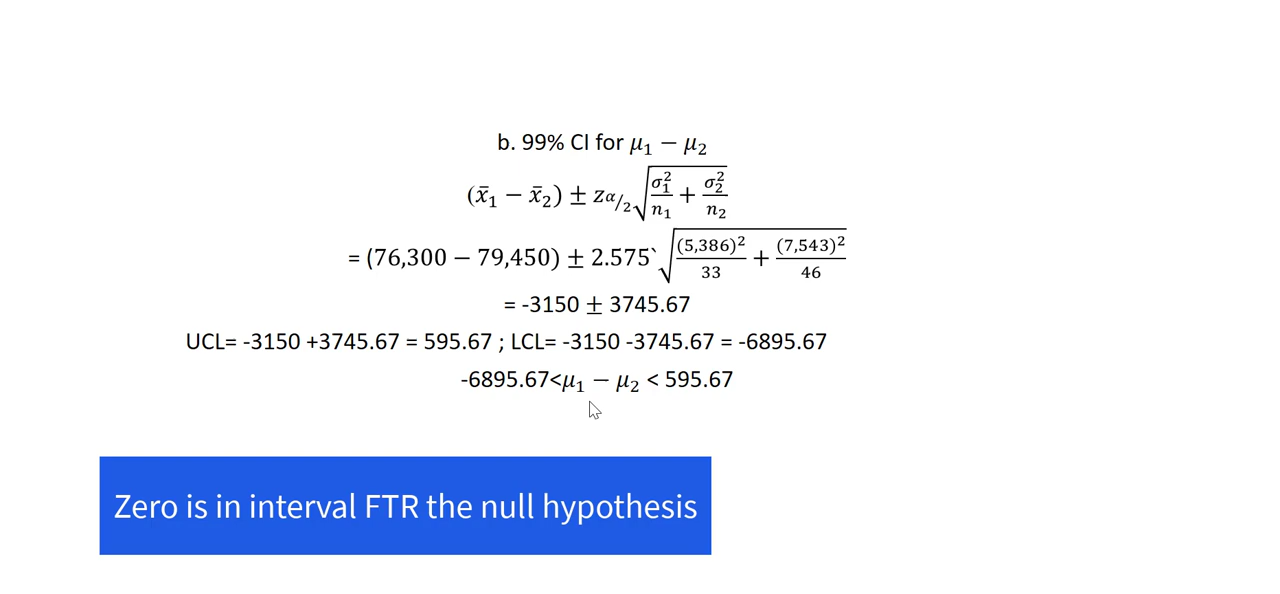 b. 99% CI for μ₁ − μ₂
(x̄₁ − x̄₂) ± z_{α/2} √(σ₁²/n₁ + σ₂²/n₂)
= (76,300 − 79,450) ± 2.575` √((5,386)²/33 + (7,543)²/46)
= -3150 ± 3745.67
UCL= -3150 +3745.67 = 595.67 ; LCL= -3150 -3745.67 = -6895.67
-6895.67<μ₁ − μ₂ < 595.67
Zero is in interval FTR the null hypothesis